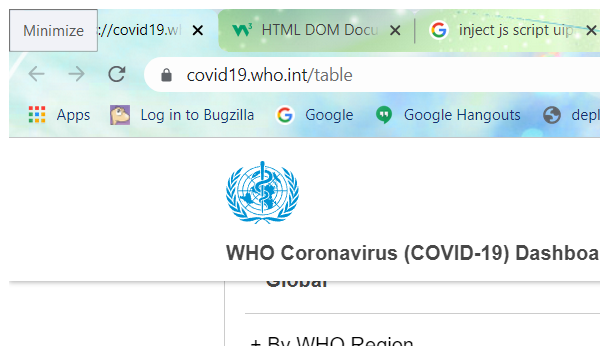 Minimize
://covid19.w
HTML DOM Docu
inject js script uip
covid19.who.int/table
Apps
Log in to Bugzilla
Google
Google Hangouts
depl
WHO Coronavirus (COVID-19) Dashboa
Global
+ By WHO Region